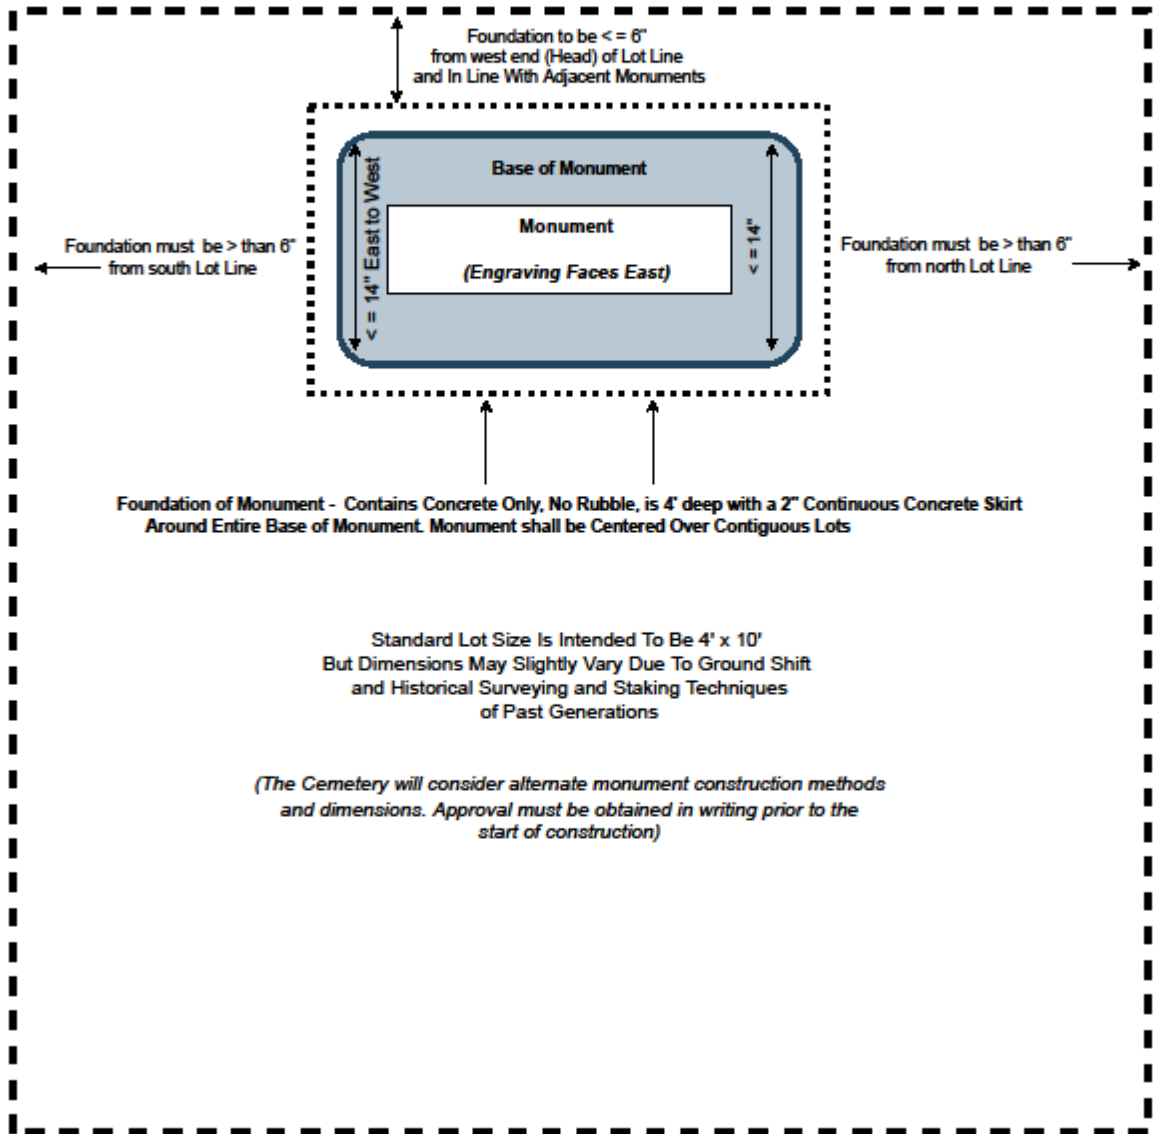 Foundation to be < = 6"
from west end (Head) of Lot Line
and In Line With Adjacent Monuments
Base of Monument
< = 14" East to West
Monument
(Engraving Faces East)
< = 14"
Foundation must be > than 6"
from south Lot Line
Foundation must be > than 6"
from north Lot Line
Foundation of Monument - Contains Concrete Only, No Rubble, is 4' deep with a 2" Continuous Concrete Skirt
Around Entire Base of Monument. Monument shall be Centered Over Contiguous Lots
Standard Lot Size Is Intended To Be 4' x 10'
But Dimensions May Slightly Vary Due To Ground Shift
and Historical Surveying and Staking Techniques
of Past Generations
(The Cemetery will consider alternate monument construction methods
and dimensions. Approval must be obtained in writing prior to the
start of construction)